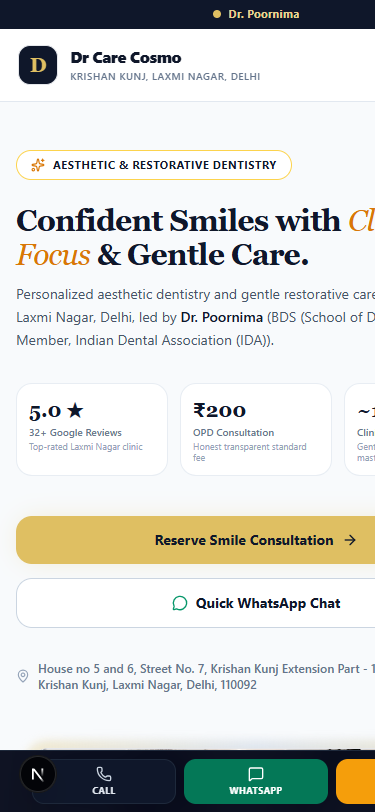 Dr. Poornima
D
Dr Care Cosmo
KRISHAN KUNJ, LAXMI NAGAR, DELHI
AESTHETIC & RESTORATIVE DENTISTRY
Confident Smiles with Cl
Focus & Gentle Care.
Personalized aesthetic dentistry and gentle restorative care
Laxmi Nagar, Delhi, led by Dr. Poornima (BDS (School of D
Member, Indian Dental Association (IDA)).
5.0 ★
32+ Google Reviews
Top-rated Laxmi Nagar clinic
₹200
OPD Consultation
Honest transparent standard
fee
Clin
Gent
mast
Reserve Smile Consultation →
Quick WhatsApp Chat
House no 5 and 6, Street No. 7, Krishan Kunj Extension Part - 1
Krishan Kunj, Laxmi Nagar, Delhi, 110092
N
CALL
WHATSAPP